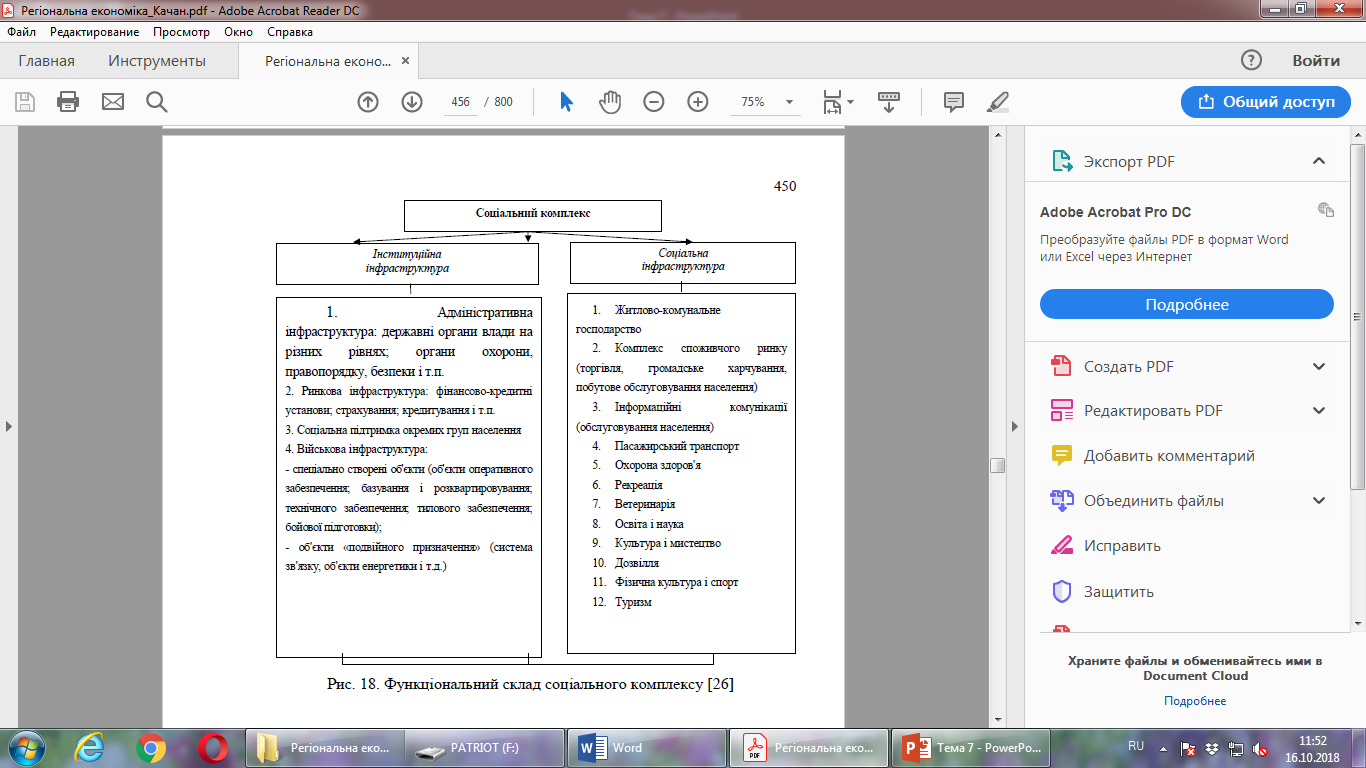 Регіональна економіка_Качан.pdf - Adobe Acrobat Reader DC
Файл Редактирование Просмотр Окно Справка
Главная Инструменты Регіональна еконо... ×
? Войти
456 / 800 75% Общий доступ
450
Соціальний комплекс
Інституційна
інфраструктура
Соціальна
інфраструктура
1. Адміністративна
інфраструктура: державні органи влади на
різних рівнях; органи охорони,
правопорядку, безпеки і т.п.
2. Ринкова інфраструктура: фінансово-кредитні
установи; страхування; кредитування і т.п.
3. Соціальна підтримка окремих груп населення
4. Військова інфраструктура:
- спеціально створені об'єкти (об'єкти оперативного
забезпечення; базування і розквартировування;
технічного забезпечення; тилового забезпечення;
бойової підготовки);
- об'єкти «подвійного призначення» (система
зв'язку, об'єкти енергетики і т.д.)
1. Житлово-комунальне
господарство
2. Комплекс споживчого ринку
(торгівля, громадське харчування,
побутове обслуговування населення)
3. Інформаційні комунікації
(обслуговування населення)
4. Пасажирський транспорт
5. Охорона здоров'я
6. Рекреація
7. Ветеринарія
8. Освіта і наука
9. Культура і мистецтво
10. Дозвілля
11. Фізична культура і спорт
12. Туризм
Рис. 18. Функціональний склад соціального комплексу [26]
Экспорт PDF
Adobe Acrobat Pro DC
Преобразуйте файлы PDF в формат Word
или Excel через Интернет
Подробнее
Создать PDF
Редактировать PDF
Добавить комментарий
Объединить файлы
Исправить
Защитить
Храните файлы и обменивайтесь ими в
Document Cloud
Подробнее
Регіональна еко... PATRIOT (F:) Word Регіональна еко... Тема 7 - PowerPo... RU 11:52
16.10.2018